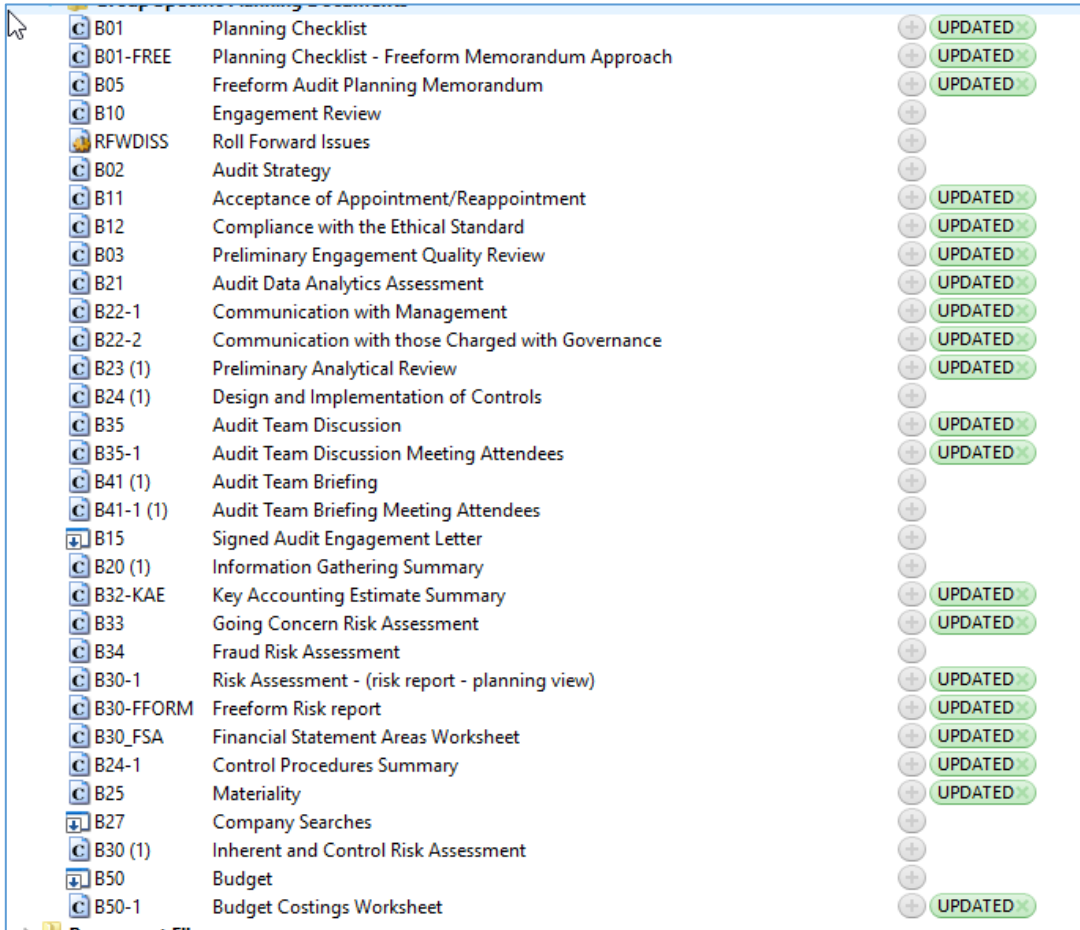 Group Specific Planning Documents
B01 Planning Checklist UPDATED
B01-FREE Planning Checklist - Freeform Memorandum Approach UPDATED
B05 Freeform Audit Planning Memorandum UPDATED
B10 Engagement Review
RFWDISS Roll Forward Issues
B02 Audit Strategy
B11 Acceptance of Appointment/Reappointment UPDATED
B12 Compliance with the Ethical Standard UPDATED
B03 Preliminary Engagement Quality Review UPDATED
B21 Audit Data Analytics Assessment UPDATED
B22-1 Communication with Management UPDATED
B22-2 Communication with those Charged with Governance UPDATED
B23 (1) Preliminary Analytical Review UPDATED
B24 (1) Design and Implementation of Controls
B35 Audit Team Discussion UPDATED
B35-1 Audit Team Discussion Meeting Attendees UPDATED
B41 (1) Audit Team Briefing
B41-1 (1) Audit Team Briefing Meeting Attendees
B15 Signed Audit Engagement Letter
B20 (1) Information Gathering Summary
B32-KAE Key Accounting Estimate Summary UPDATED
B33 Going Concern Risk Assessment UPDATED
B34 Fraud Risk Assessment
B30-1 Risk Assessment - (risk report - planning view) UPDATED
B30-FFORM Freeform Risk report UPDATED
B30_FSA Financial Statement Areas Worksheet UPDATED
B24-1 Control Procedures Summary UPDATED
B25 Materiality UPDATED
B27 Company Searches
B30 (1) Inherent and Control Risk Assessment
B50 Budget
B50-1 Budget Costings Worksheet UPDATED